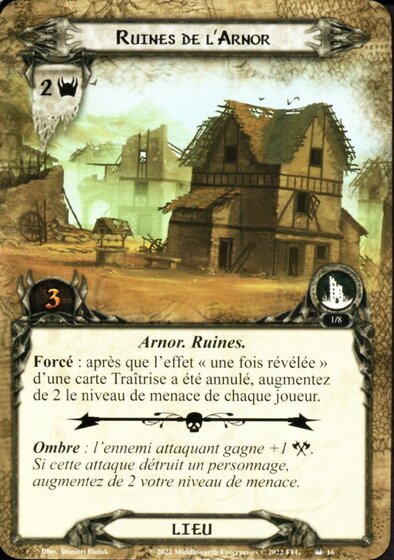 Ruines de l'Arnor
2
3
1/8
Arnor. Ruines.
Forcé : après que l'effet « une fois révélée »
d'une carte Traîtrise a été annulé, augmentez
de 2 le niveau de menace de chaque joueur.
Ombre : l'ennemi attaquant gagne +1 .
Si cette attaque détruit un personnage,
augmentez de 2 votre niveau de menace.
Illus. Dimitri Bielak © 2022 Middle-earth Enterprises © 2022 FFG 16
LIEU